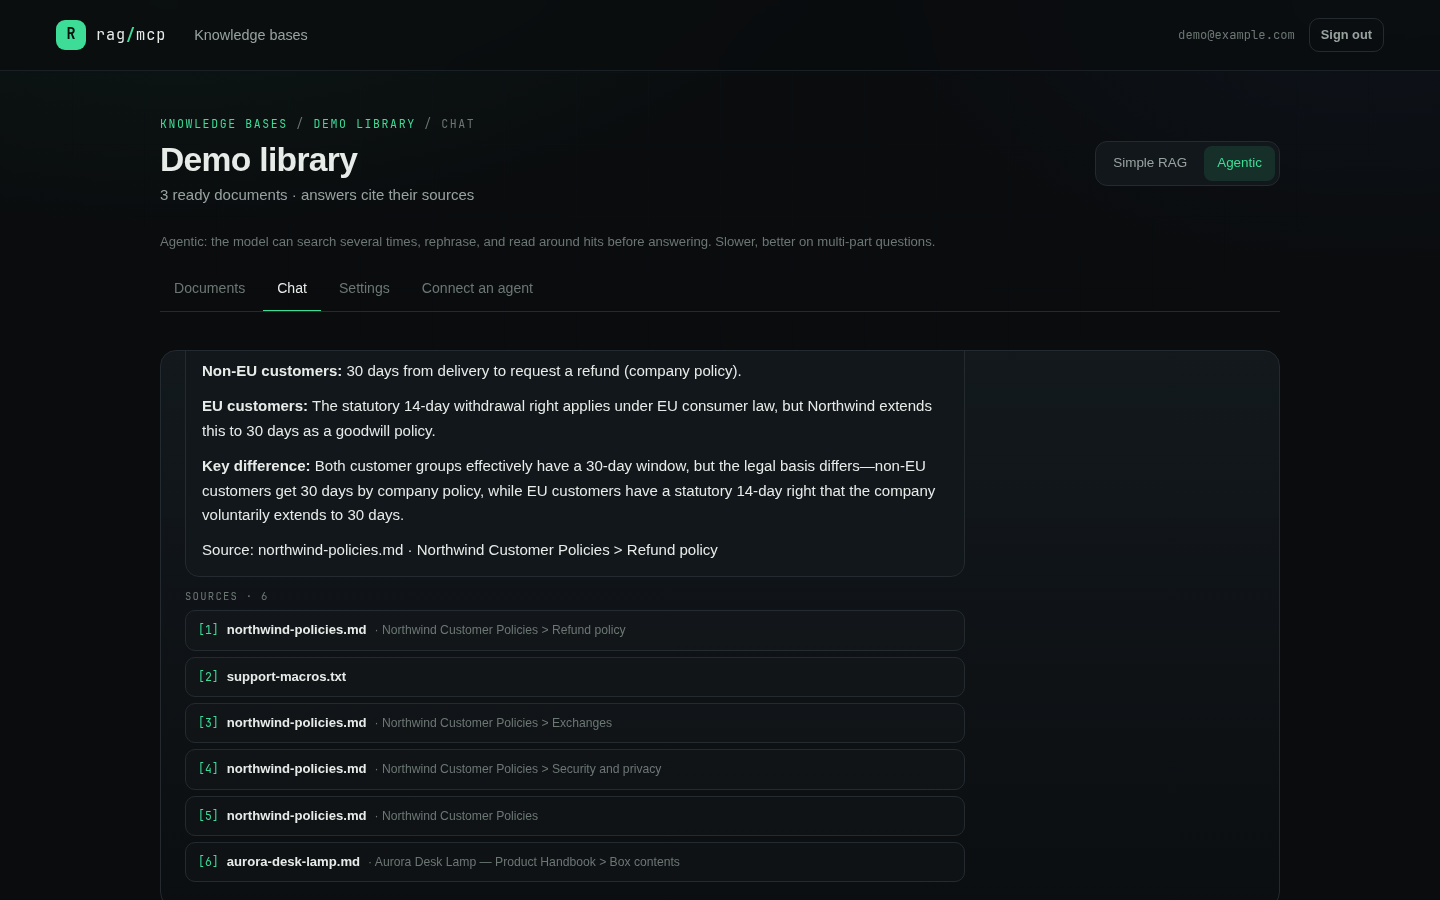 R rag/mcp Knowledge bases demo@example.com Sign out
KNOWLEDGE BASES / DEMO LIBRARY / CHAT
Demo library
Simple RAG Agentic
3 ready documents · answers cite their sources
Agentic: the model can search several times, rephrase, and read around hits before answering. Slower, better on multi-part questions.
Documents Chat Settings Connect an agent
Non-EU customers: 30 days from delivery to request a refund (company policy).
EU customers: The statutory 14-day withdrawal right applies under EU consumer law, but Northwind extends
this to 30 days as a goodwill policy.
Key difference: Both customer groups effectively have a 30-day window, but the legal basis differs—non-EU
customers get 30 days by company policy, while EU customers have a statutory 14-day right that the company
voluntarily extends to 30 days.
Source: northwind-policies.md · Northwind Customer Policies > Refund policy
SOURCES · 6
[1] northwind-policies.md · Northwind Customer Policies > Refund policy
[2] support-macros.txt
[3] northwind-policies.md · Northwind Customer Policies > Exchanges
[4] northwind-policies.md · Northwind Customer Policies > Security and privacy
[5] northwind-policies.md · Northwind Customer Policies
[6] aurora-desk-lamp.md · Aurora Desk Lamp — Product Handbook > Box contents